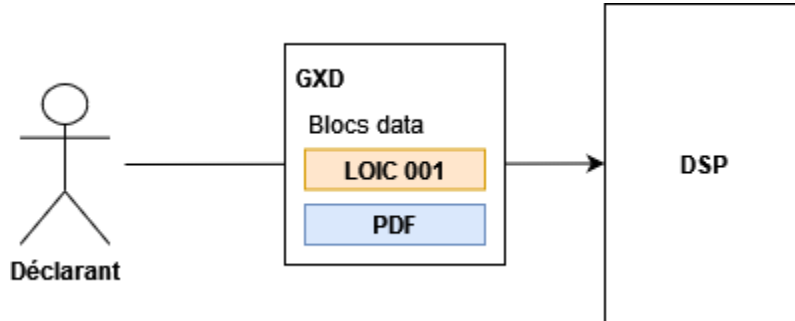 GXD
Blocs data
LOIC 001
PDF
DSP
Déclarant